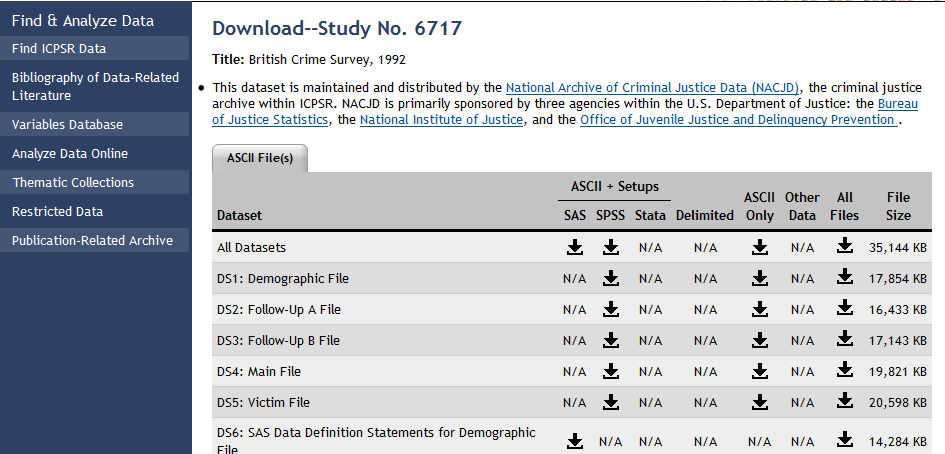 Find & Analyze Data
Find ICPSR Data
Bibliography of Data-Related
Literature
Variables Database
Analyze Data Online
Thematic Collections
Restricted Data
Publication-Related Archive
Download--Study No. 6717
Title: British Crime Survey, 1992
• This dataset is maintained and distributed by the National Archive of Criminal Justice Data (NACJD), the criminal justice
archive within ICPSR. NACJD is primarily sponsored by three agencies within the U.S. Department of Justice: the Bureau
of Justice Statistics, the National Institute of Justice, and the Office of Juvenile Justice and Delinquency Prevention .
ASCII File(s)
ASCII + Setups
ASCII Other All File
Dataset SAS SPSS Stata Delimited Only Data Files Size
All Datasets N/A N/A N/A 35,144 KB
DS1: Demographic File N/A N/A N/A N/A 17,854 KB
DS2: Follow-Up A File N/A N/A N/A N/A 16,433 KB
DS3: Follow-Up B File N/A N/A N/A N/A 17,143 KB
DS4: Main File N/A N/A N/A N/A 19,821 KB
DS5: Victim File N/A N/A N/A N/A 20,598 KB
DS6: SAS Data Definition Statements for Demographic
File N/A N/A N/A N/A N/A 14,284 KB